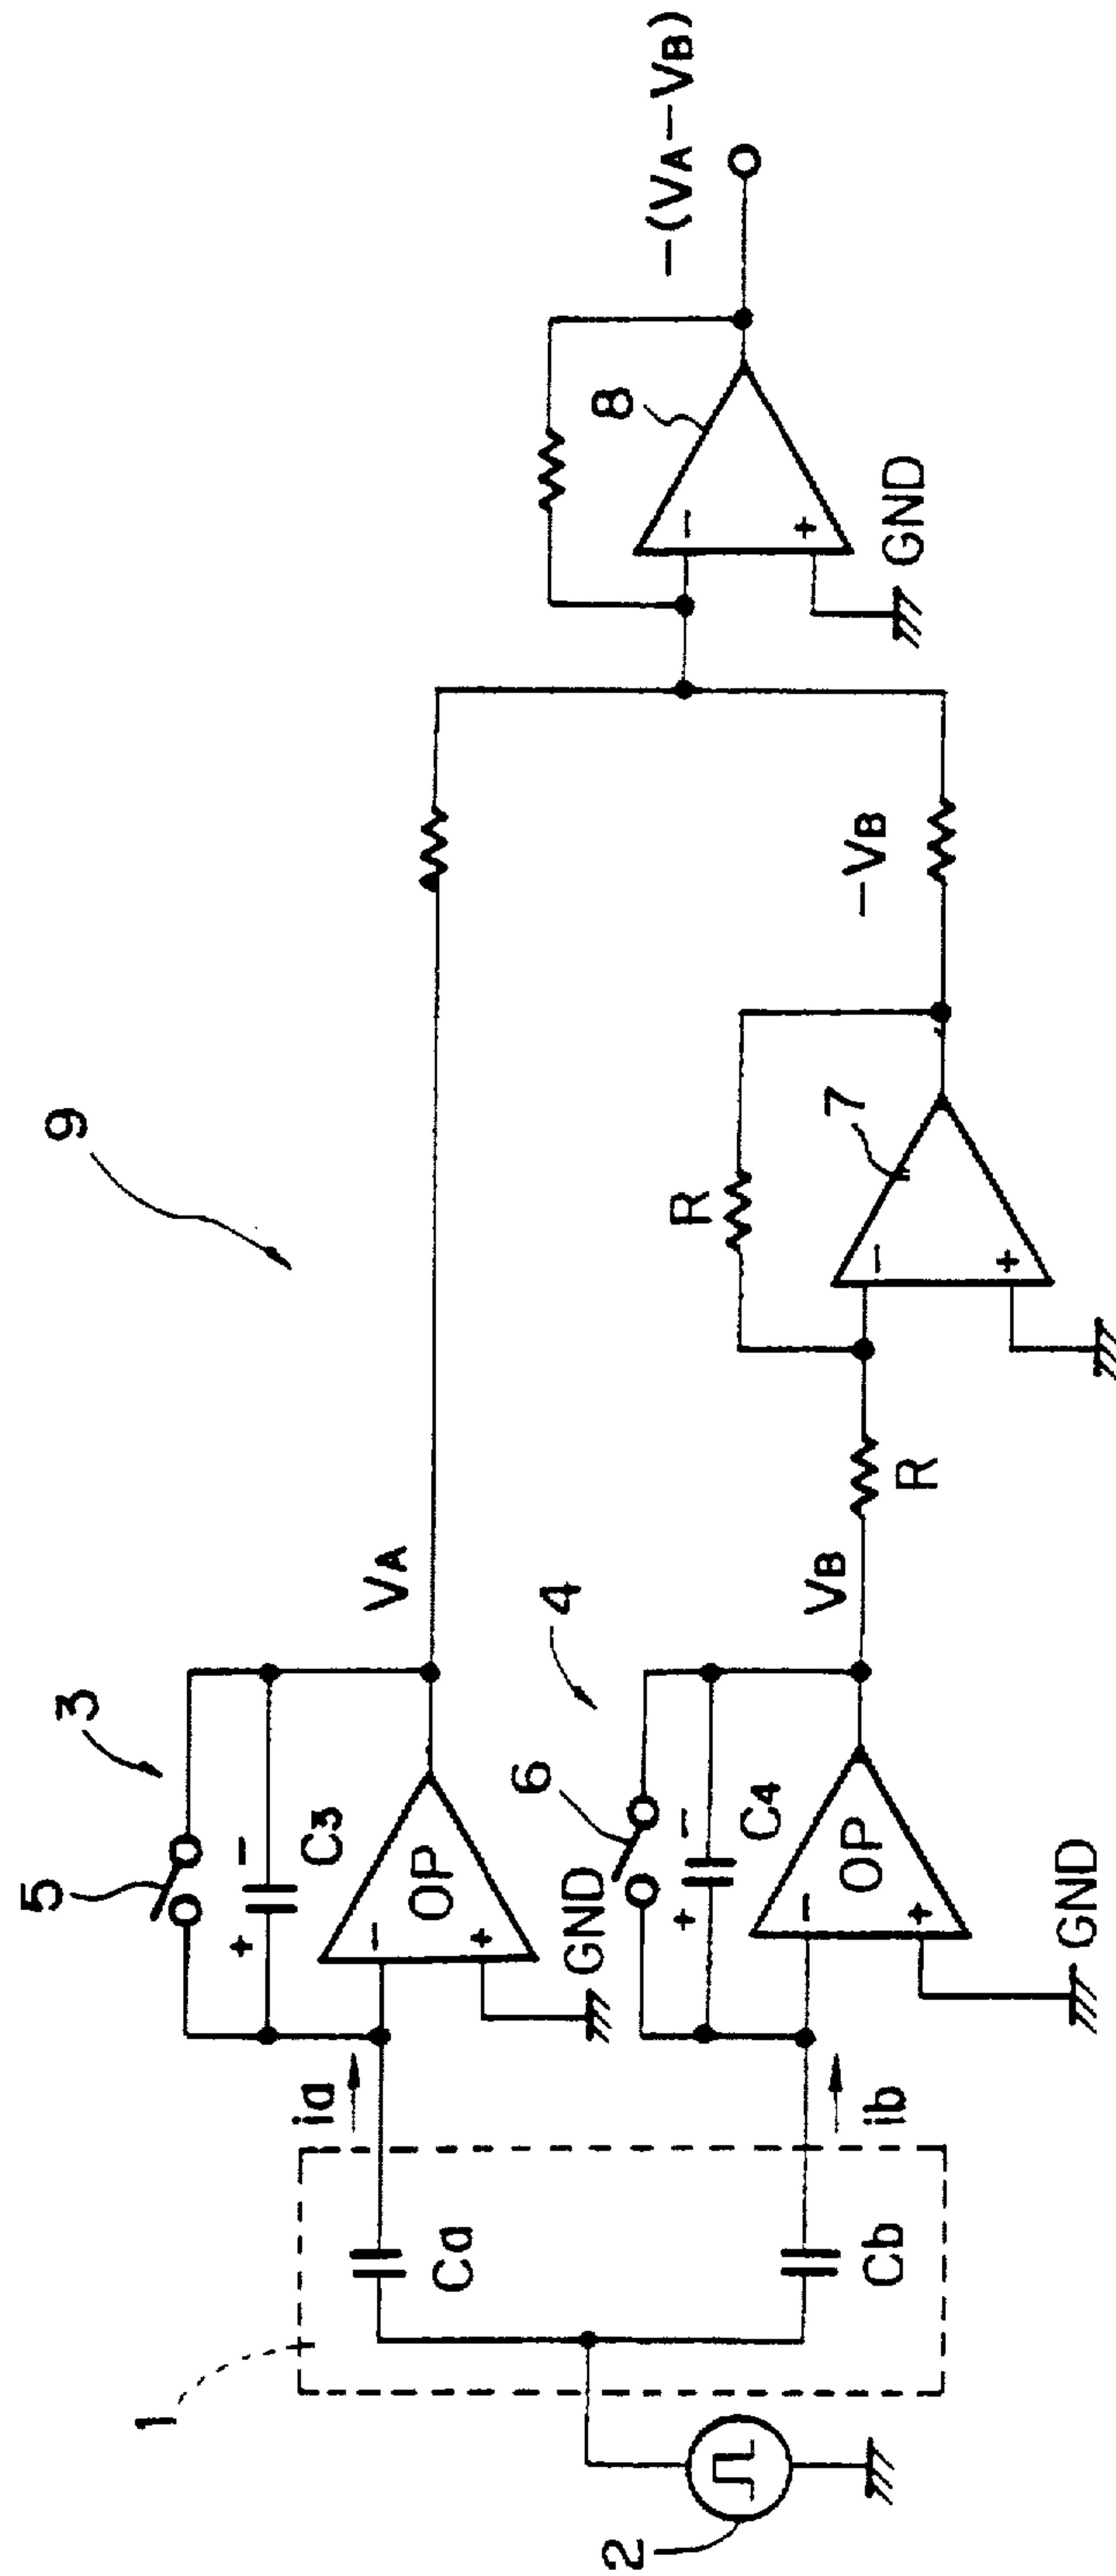 9
3
5
+
−
C3
−
OP
+
GND
VA
ia
1
Ca
Cb
2
ib
4
6
+
−
C4
−
OP
+
GND
VB
R
R
7
−
+
−VB
8
−
+
GND
−(VA−VB)